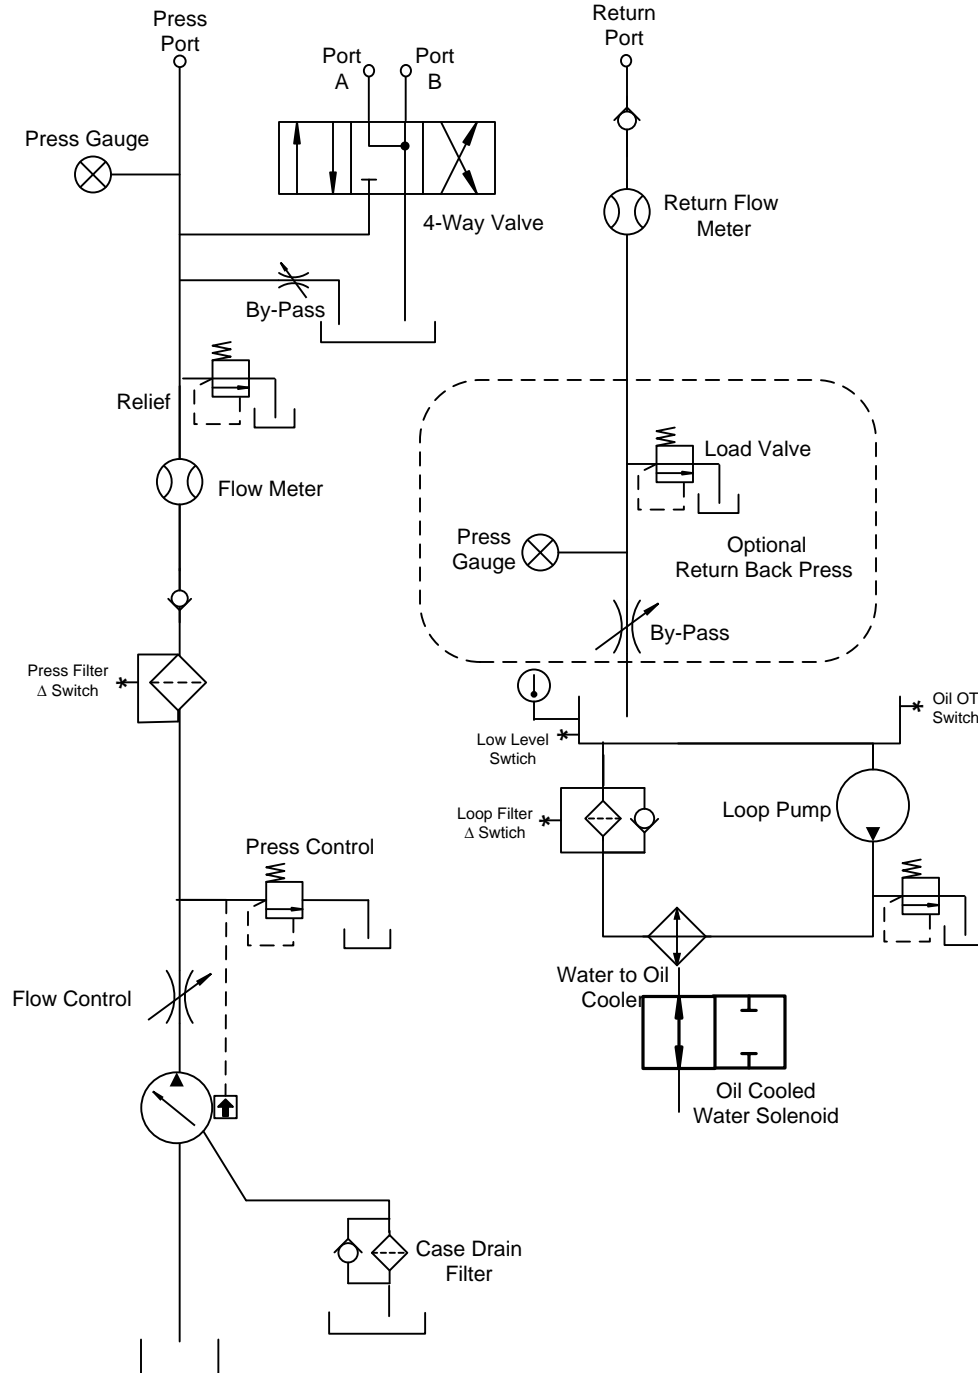 Press
Port
Return
Port
Port
A
Port
B
Press Gauge
4-Way Valve
Return Flow
Meter
By-Pass
Relief
Flow Meter
Load Valve
Press
Gauge
Optional
Return Back Press
By-Pass
Press Filter
Δ Switch
Oil OT
Switch
Low Level
Swtich
Loop Filter
Δ Swtich
Loop Pump
Press Control
Flow Control
Water to Oil
Cooler
Oil Cooled
Water Solenoid
Case Drain
Filter